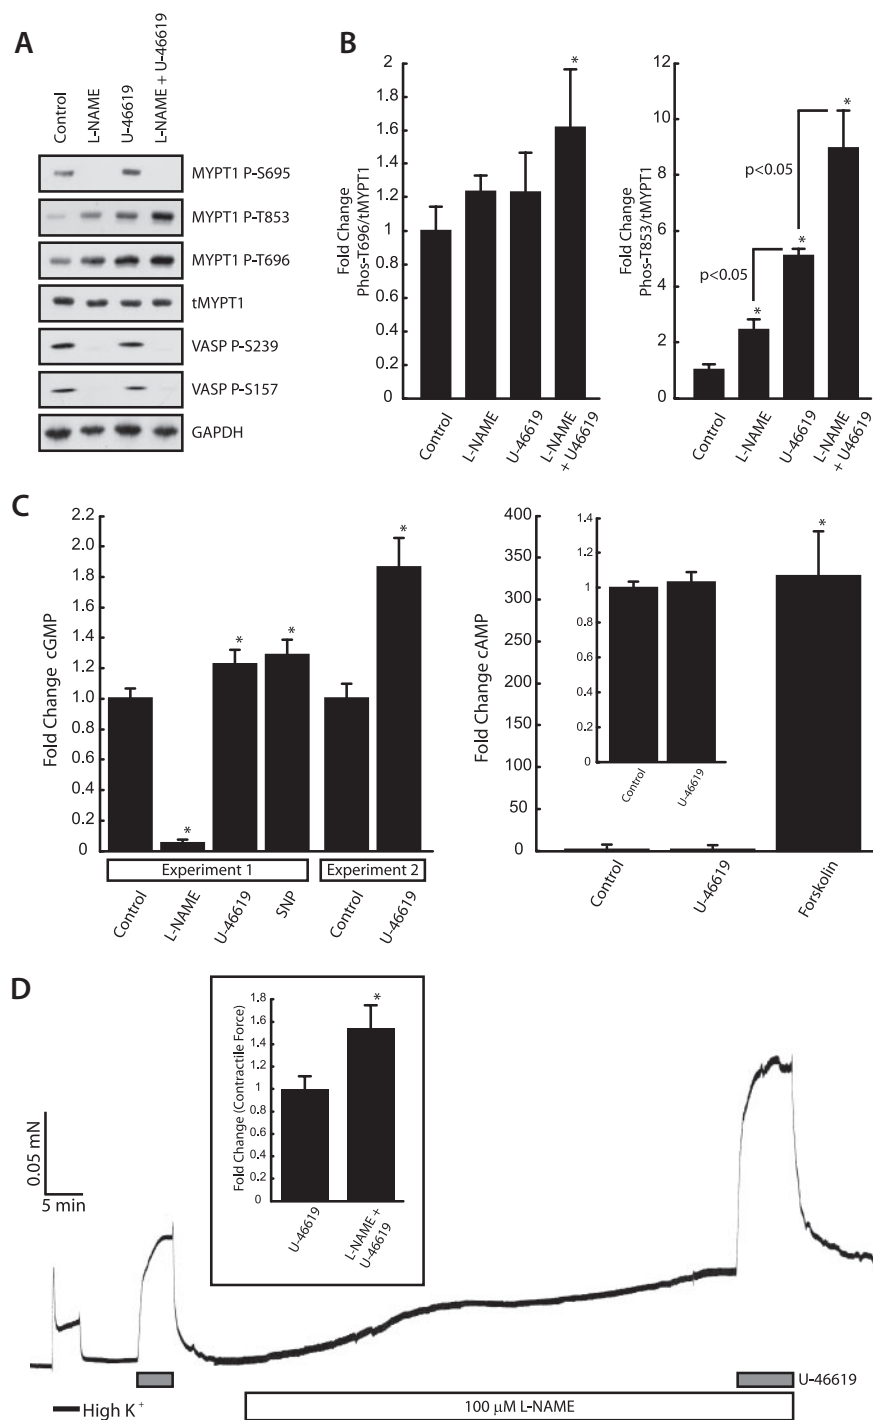 A
Control
L-NAME
U-46619
L-NAME + U-46619
MYPT1 P-S695
MYPT1 P-T853
MYPT1 P-T696
tMYPT1
VASP P-S239
VASP P-S157
GAPDH
B
Fold Change
Phos-T696/tMYPT1
2
1.8
1.6
1.4
1.2
1
0.8
0.6
0.4
0.2
0
*
Control
L-NAME
U-46619
L-NAME
+ U46619
Fold Change
Phos-T853/tMYPT1
12
10
8
6
4
2
0
p<0.05
p<0.05
*
*
*
Control
L-NAME
U-46619
L-NAME
+ U46619
C
Fold Change cGMP
2.2
2.0
1.8
1.6
1.4
1.2
1.0
0.8
0.6
0.4
0.2
0
*
*
*
*
Experiment 1
Experiment 2
Control
L-NAME
U-46619
SNP
Control
U-46619
Fold Change cAMP
400
350
300
250
200
150
100
50
0
1.4
1.2
1
0.8
0.6
0.4
0.2
0
Control
U-46619
*
Control
U-46619
Forskolin
D
0.05 mN
5 min
Fold Change (Contractile Force)
1.8
1.6
1.4
1.2
1
0.8
0.6
0.4
0.2
0
*
U-46619
L-NAME +
U-46619
U-46619
High K+
100 µM L-NAME